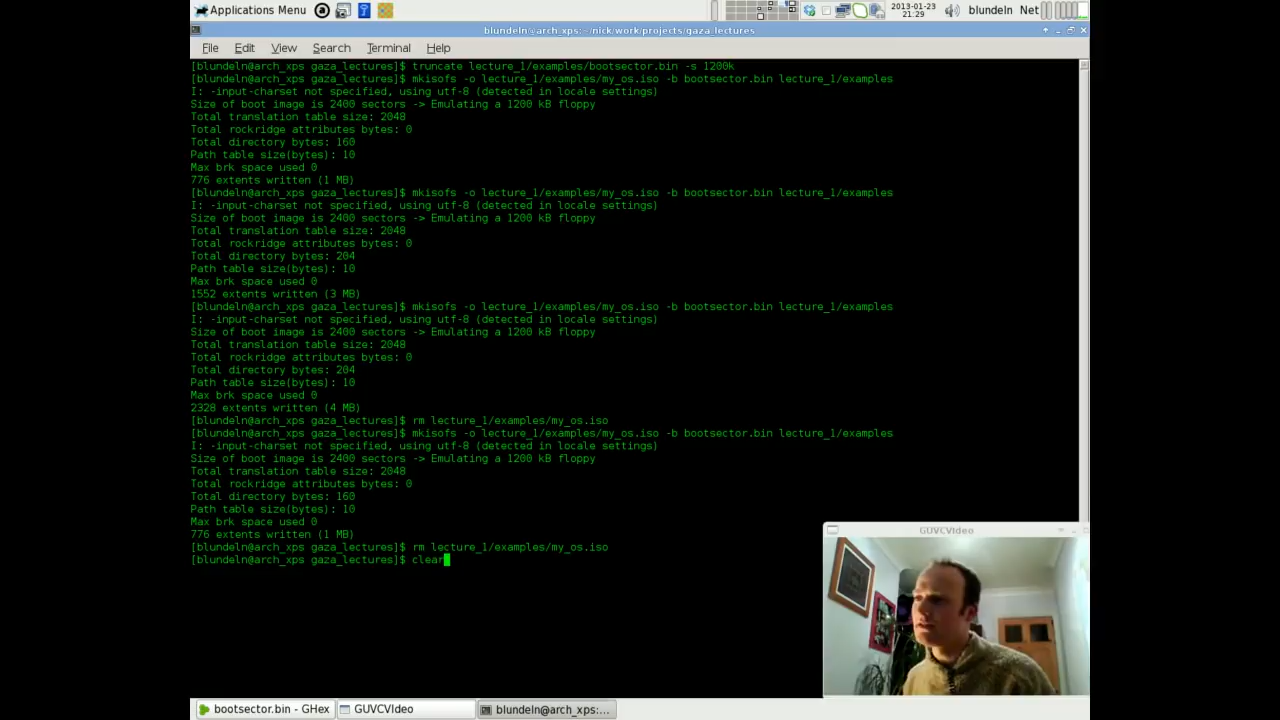 Applications Menu
2013-01-23
21:29
blundeln
Net
blundeln@arch_xps:~/nick/work/projects/gaza_lectures
File Edit View Search Terminal Help
[blundeln@arch_xps gaza_lectures]$ truncate lecture_1/examples/bootsector.bin -s 1200k
[blundeln@arch_xps gaza_lectures]$ mkisofs -o lecture_1/examples/my_os.iso -b bootsector.bin lecture_1/examples
I: -input-charset not specified, using utf-8 (detected in locale settings)
Size of boot image is 2400 sectors -> Emulating a 1200 kB floppy
Total translation table size: 2048
Total rockridge attributes bytes: 0
Total directory bytes: 160
Path table size(bytes): 10
Max brk space used 0
776 extents written (1 MB)
[blundeln@arch_xps gaza_lectures]$ mkisofs -o lecture_1/examples/my_os.iso -b bootsector.bin lecture_1/examples
I: -input-charset not specified, using utf-8 (detected in locale settings)
Size of boot image is 2400 sectors -> Emulating a 1200 kB floppy
Total translation table size: 2048
Total rockridge attributes bytes: 0
Total directory bytes: 204
Path table size(bytes): 10
Max brk space used 0
1552 extents written (3 MB)
[blundeln@arch_xps gaza_lectures]$ mkisofs -o lecture_1/examples/my_os.iso -b bootsector.bin lecture_1/examples
I: -input-charset not specified, using utf-8 (detected in locale settings)
Size of boot image is 2400 sectors -> Emulating a 1200 kB floppy
Total translation table size: 2048
Total rockridge attributes bytes: 0
Total directory bytes: 204
Path table size(bytes): 10
Max brk space used 0
2328 extents written (4 MB)
[blundeln@arch_xps gaza_lectures]$ rm lecture_1/examples/my_os.iso
[blundeln@arch_xps gaza_lectures]$ mkisofs -o lecture_1/examples/my_os.iso -b bootsector.bin lecture_1/examples
I: -input-charset not specified, using utf-8 (detected in locale settings)
Size of boot image is 2400 sectors -> Emulating a 1200 kB floppy
Total translation table size: 2048
Total rockridge attributes bytes: 0
Total directory bytes: 160
Path table size(bytes): 10
Max brk space used 0
776 extents written (1 MB)
[blundeln@arch_xps gaza_lectures]$ rm lecture_1/examples/my_os.iso
[blundeln@arch_xps gaza_lectures]$ clear
GUVCVideo
bootsector.bin - GHex
GUVCVideo
blundeln@arch_xps:...